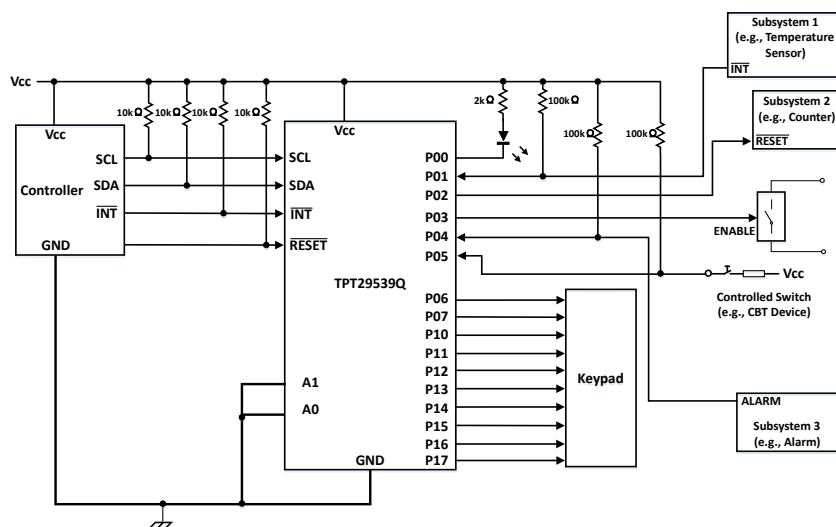 Subsystem 1
(e.g., Temperature
Sensor)
INT
Vcc
10kΩ
10kΩ
10kΩ
10kΩ
2kΩ
100kΩ
100kΩ
100kΩ
Subsystem 2
(e.g., Counter)
RESET
Vcc
Controller
SCL
SDA
INT
GND
Vcc
SCL
SDA
INT
RESET
TPT29539Q
A1
A0
GND
P00
P01
P02
P03
P04
P05
P06
P07
P10
P11
P12
P13
P14
P15
P16
P17
ENABLE
Vcc
Controlled Switch
(e.g., CBT Device)
Keypad
ALARM
Subsystem 3
(e.g., Alarm)